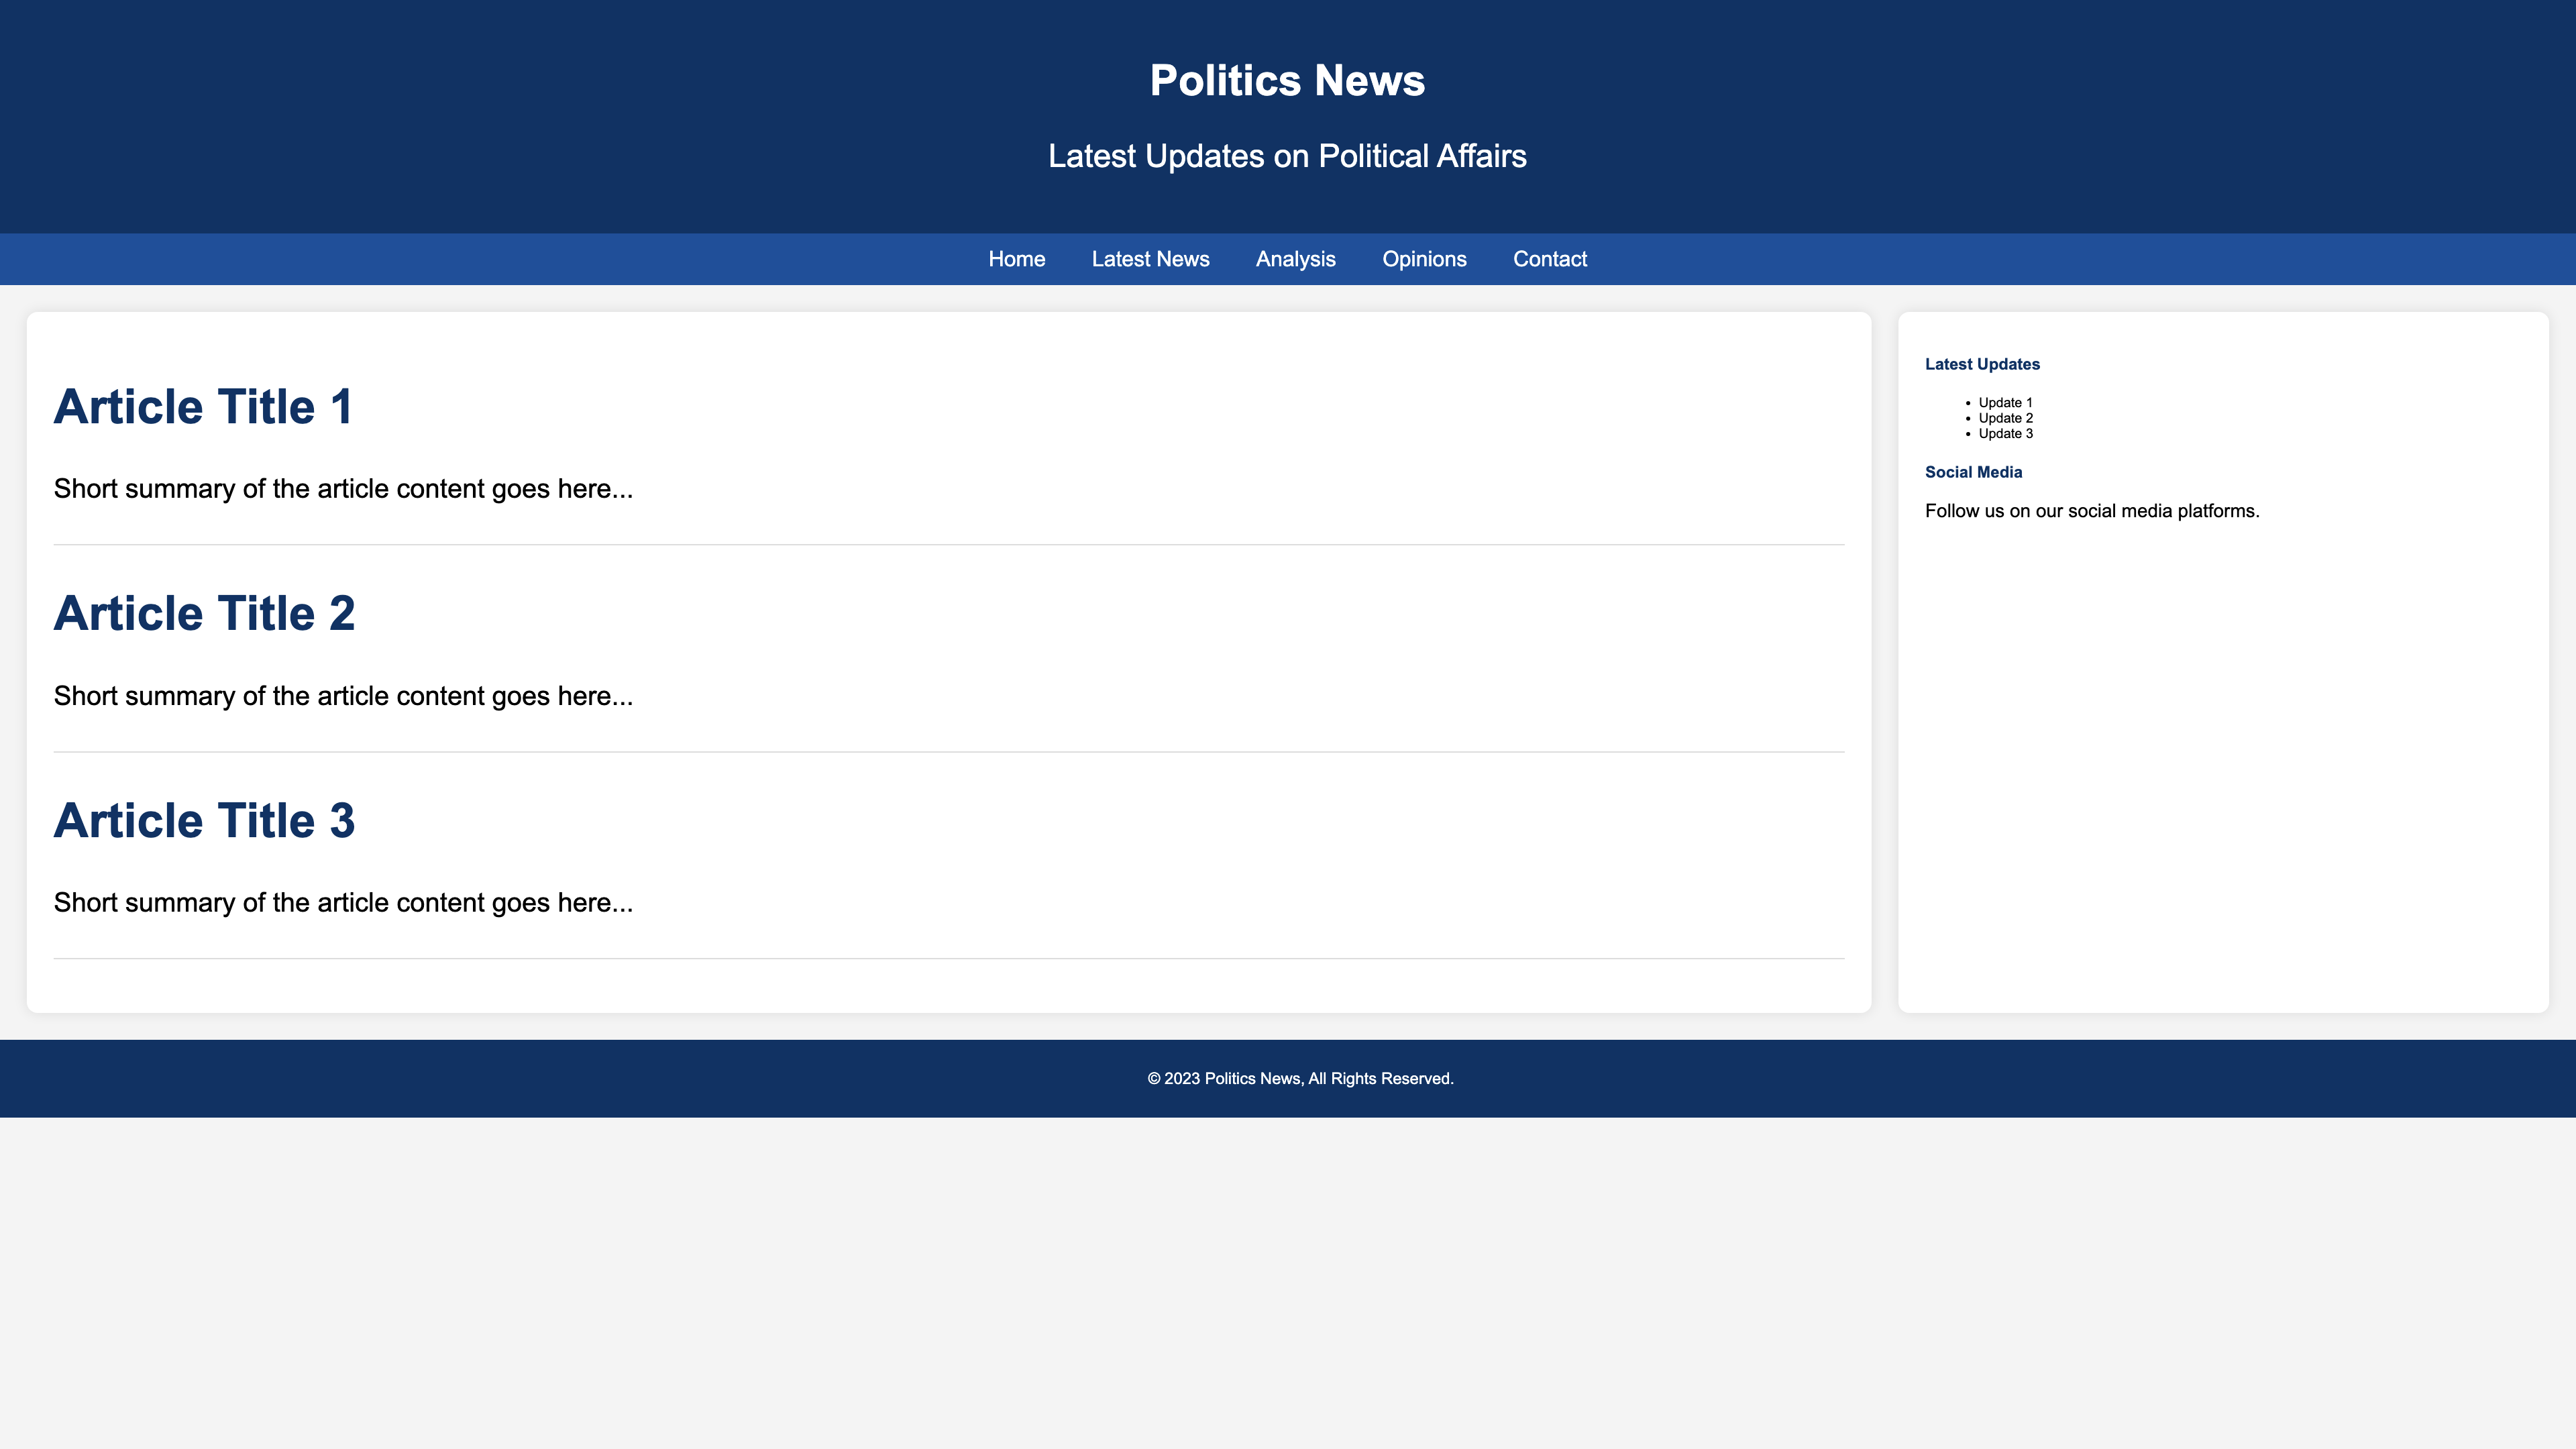 Politics News
Latest Updates on Political Affairs
Home Latest News Analysis Opinions Contact
Article Title 1
Short summary of the article content goes here...
Article Title 2
Short summary of the article content goes here...
Article Title 3
Short summary of the article content goes here...
Latest Updates
• Update 1
• Update 2
• Update 3
Social Media
Follow us on our social media platforms.
© 2023 Politics News, All Rights Reserved.